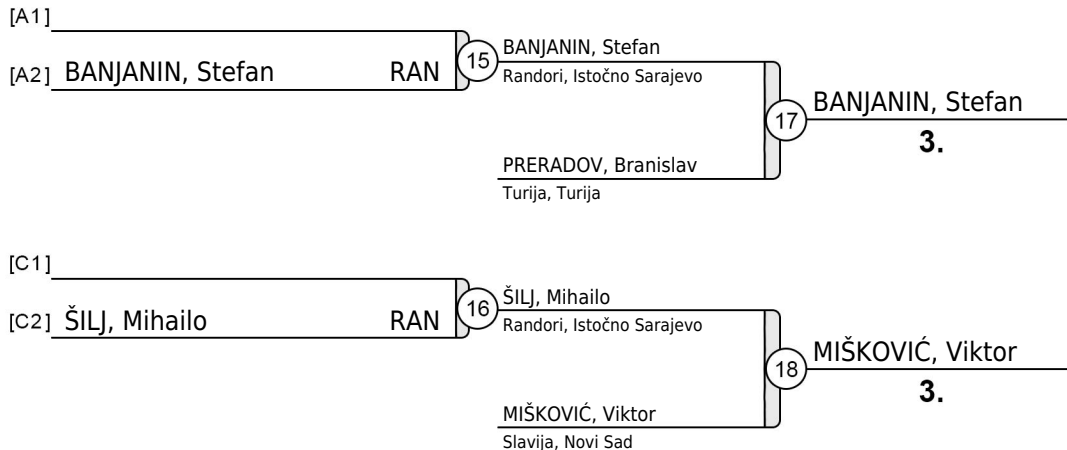 [A1]
[A2] BANJANIN, Stefan RAN
15
BANJANIN, Stefan
Randori, Istočno Sarajevo
PRERADOV, Branislav
Turija, Turija
17
BANJANIN, Stefan
3.
[C1]
[C2] ŠILJ, Mihailo RAN
16
ŠILJ, Mihailo
Randori, Istočno Sarajevo
MIŠKOVIĆ, Viktor
Slavija, Novi Sad
18
MIŠKOVIĆ, Viktor
3.